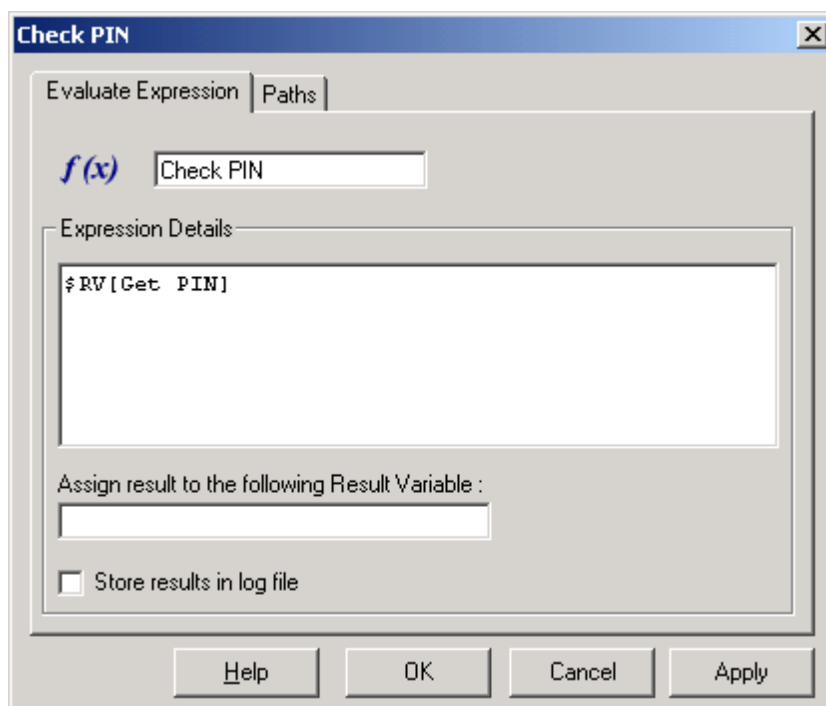 Check PIN
Evaluate Expression Paths
f(x) Check PIN
Expression Details
$RV[Get PIN]
Assign result to the following Result Variable :
Store results in log file
Help OK Cancel Apply